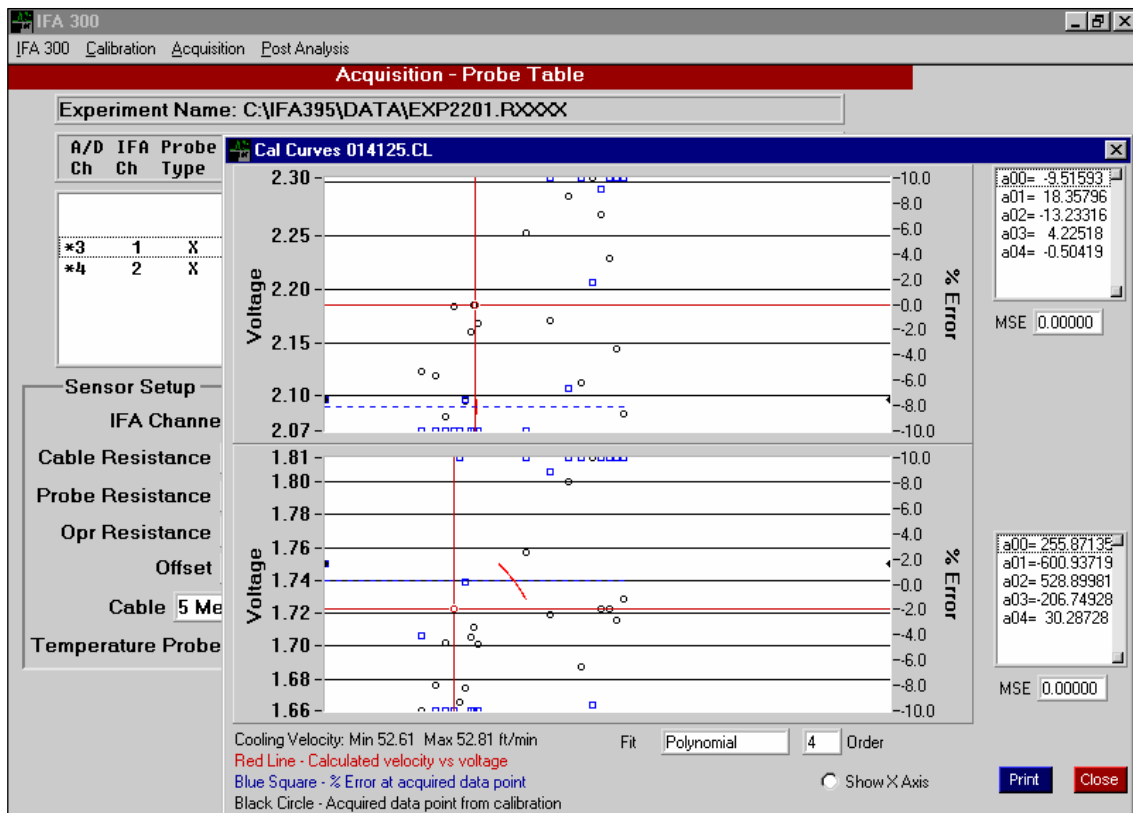 IFA 300
IFA 300 Calibration Acquisition Post Analysis
Acquisition - Probe Table
Experiment Name: C:\IFA395\DATA\EXP2201.RXXXX
A/D IFA Probe
Ch Ch Type
*3 1 X
*4 2 X
Sensor Setup
IFA Channe
Cable Resistance
Probe Resistance
Opr Resistance
Offset
Cable 5 Me
Temperature Probe
Cal Curves 014125.CL
Voltage
2.30
2.25
2.20
2.15
2.10
2.07
10.0
-8.0
-6.0
-4.0
-2.0
-0.0
-2.0
-4.0
-6.0
-8.0
-10.0
% Error
a00= -9.51593
a01= 18.35796
a02= -13.23316
a03= 4.22518
a04= -0.50419
MSE 0.00000
Voltage
1.81
1.80
1.78
1.76
1.74
1.72
1.70
1.68
1.66
-10.0
-8.0
-6.0
-4.0
-2.0
-0.0
-2.0
-4.0
-6.0
-8.0
-10.0
% Error
a00= 255.87135
a01=-600.93719
a02= 528.89981
a03=-206.74928
a04= 30.28728
MSE 0.00000
Cooling Velocity: Min 52.61 Max 52.81 ft/min
Red Line - Calculated velocity vs voltage
Blue Square - % Error at acquired data point
Black Circle - Acquired data point from calibration
Fit Polynomial 4 Order
Show X Axis
Print Close